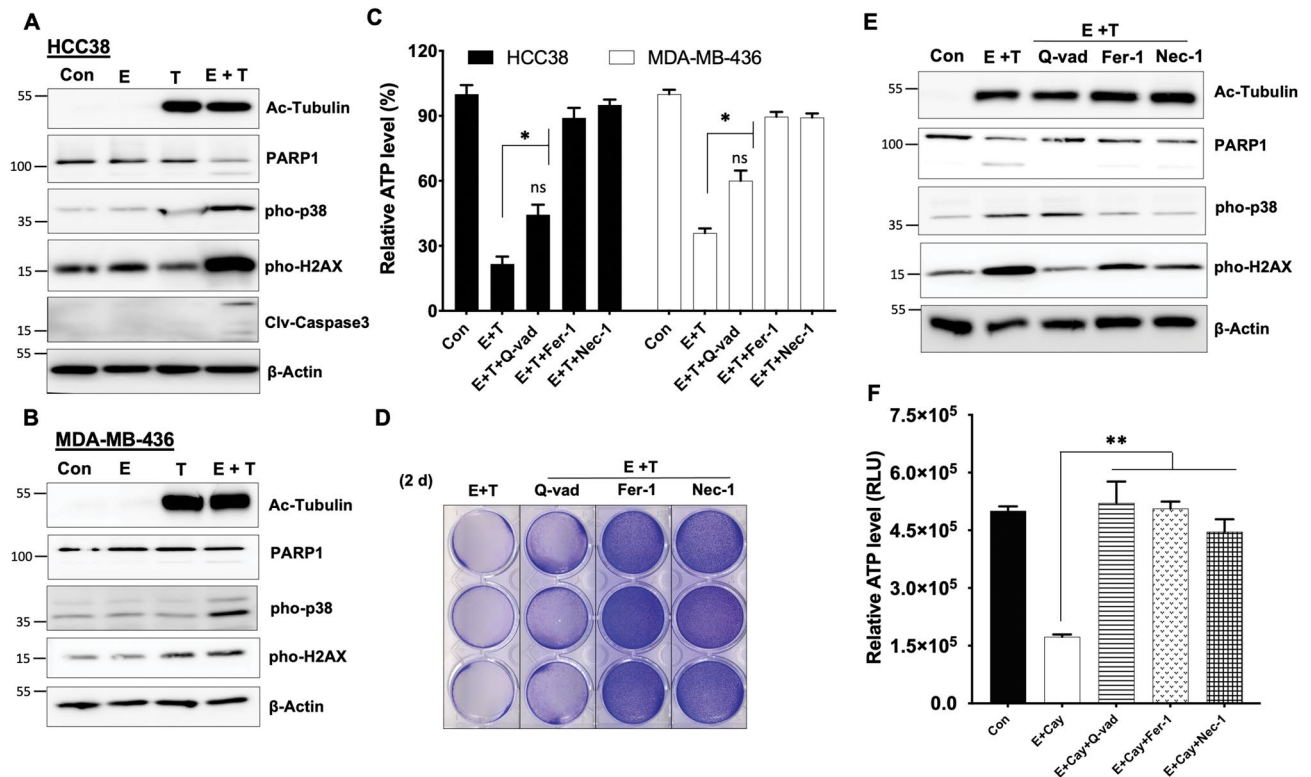 A
HCC38
Con E T E + T
55
Ac-Tubulin
100
PARP1
35
pho-p38
15
pho-H2AX
15
Clv-Caspase3
55
β-Actin
B
MDA-MB-436
Con E T E + T
55
Ac-Tubulin
100
PARP1
35
pho-p38
15
pho-H2AX
55
β-Actin
C
HCC38 MDA-MB-436
Relative ATP level (%)
120
90
60
30
0
* *
ns ns
Con E+T E+T+Q-vad E+T+Fer-1 E+T+Nec-1 Con E+T E+T+Q-vad E+T+Fer-1 E+T+Nec-1
D
E +T
(2 d) E+T Q-vad Fer-1 Nec-1
E
E +T
Con E +T Q-vad Fer-1 Nec-1
55
Ac-Tubulin
100
PARP1
35
pho-p38
15
pho-H2AX
55
β-Actin
F
Relative ATP level (RLU)
7.5×10⁵
6.0×10⁵
4.5×10⁵
3.0×10⁵
1.5×10⁵
0.0
**
Con E+Cay E+Cay+Q-vad E+Cay+Fer-1 E+Cay+Nec-1